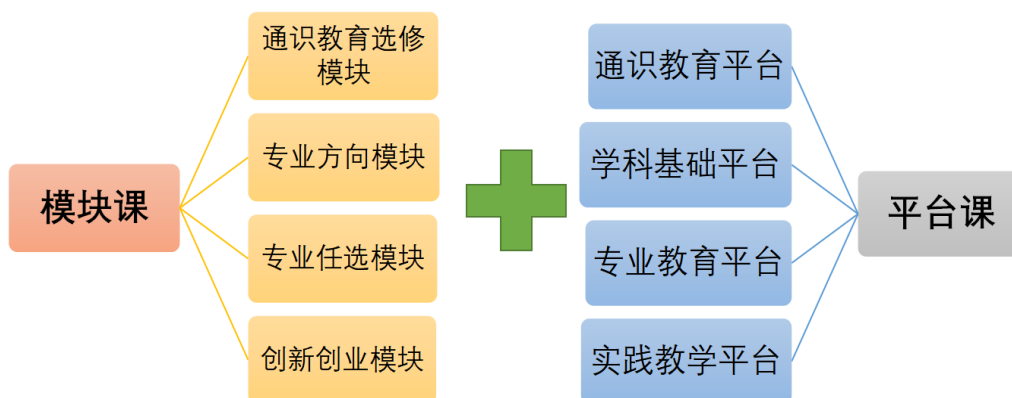 模块课
通识教育选修
模块
专业方向模块
专业任选模块
创新创业模块
通识教育平台
学科基础平台
专业教育平台
实践教学平台
平台课